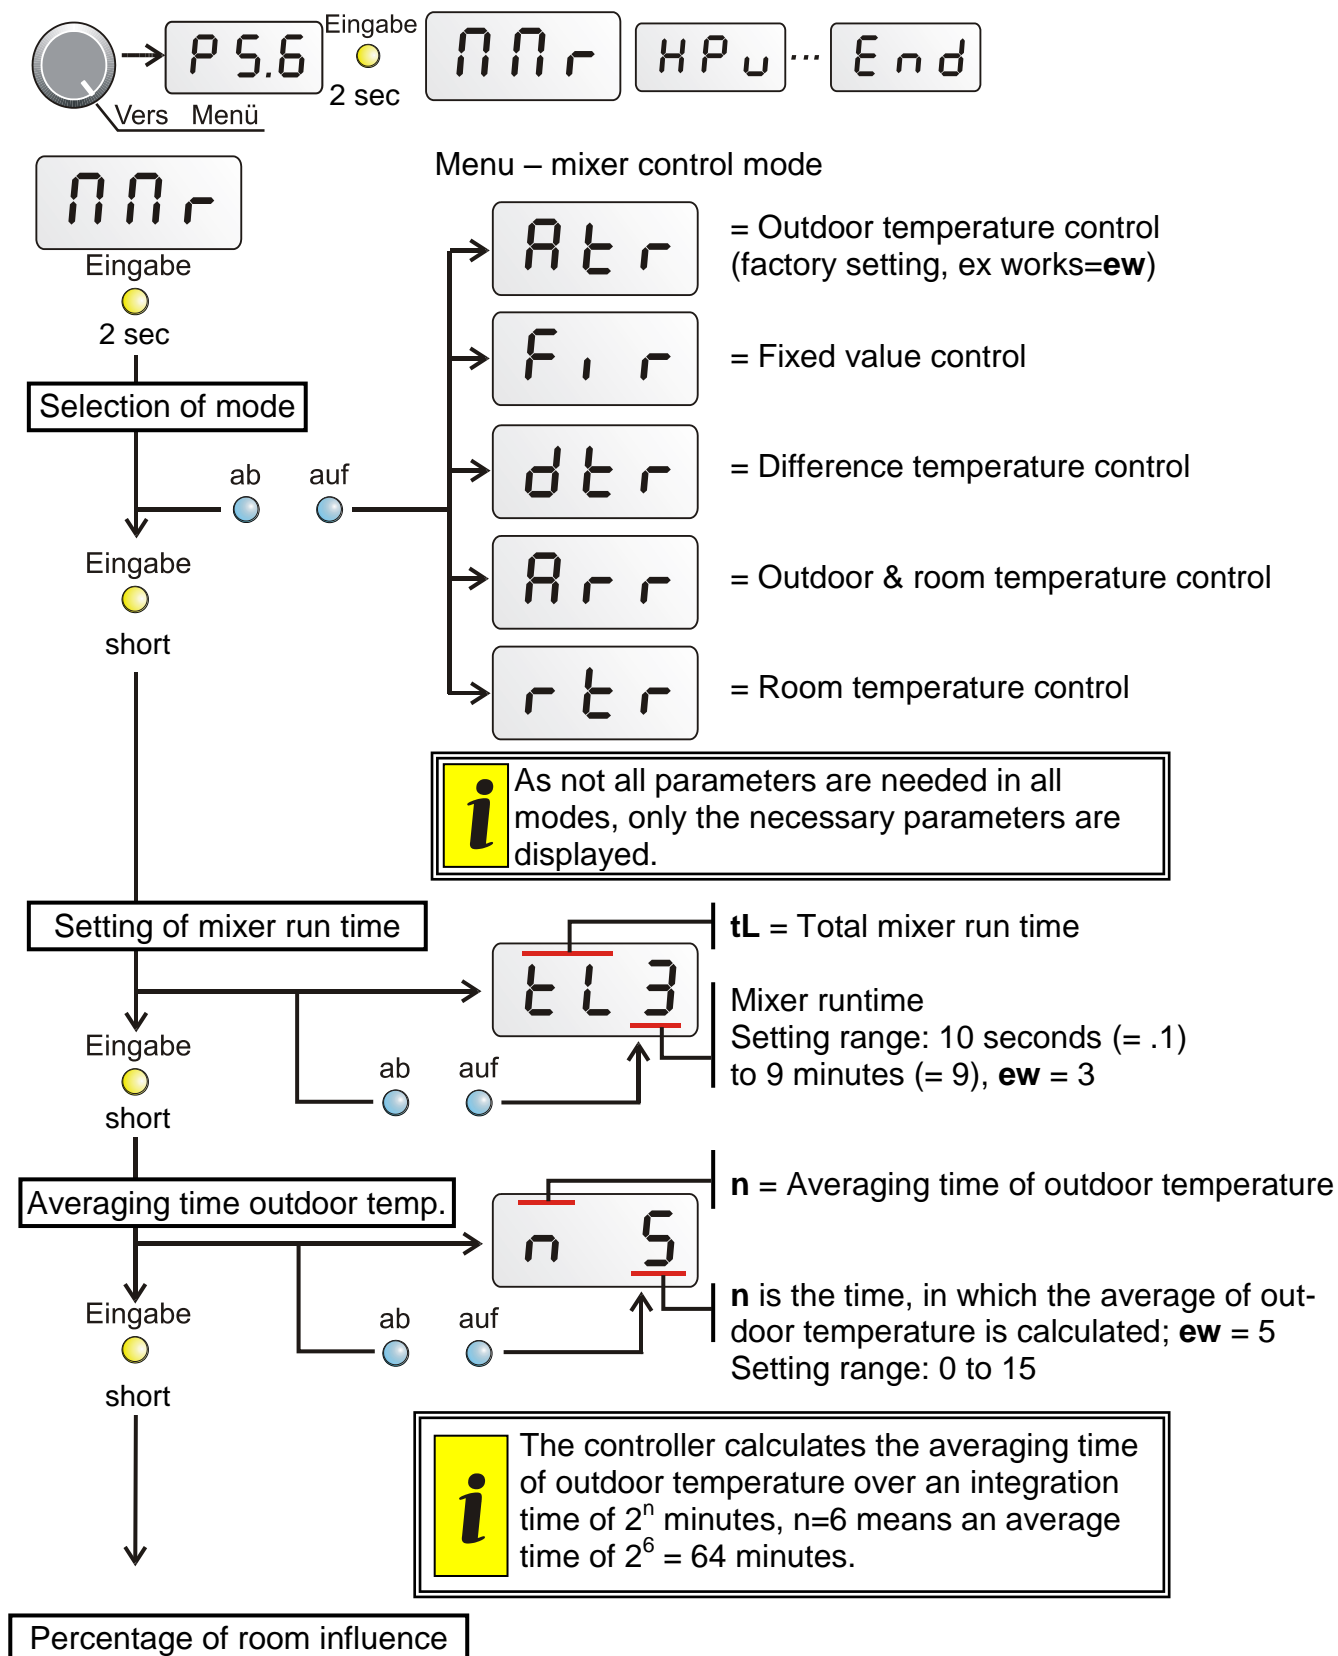 P 5.6 Eingabe 2 sec ППr HPu ... End
Vers Menü
ППr
Eingabe
2 sec
Menu – mixer control mode
Selection of mode
ab auf
Eingabe
short
Atr = Outdoor temperature control
(factory setting, ex works=ew)
Fır = Fixed value control
dtr = Difference temperature control
Arr = Outdoor & room temperature control
rtr = Room temperature control
i
As not all parameters are needed in all
modes, only the necessary parameters are
displayed.
Setting of mixer run time
tL 3
tL = Total mixer run time
Mixer runtime
Setting range: 10 seconds (= .1)
to 9 minutes (= 9), ew = 3
ab auf
Eingabe
short
Averaging time outdoor temp.
n 5
n = Averaging time of outdoor temperature
n is the time, in which the average of out-
door temperature is calculated; ew = 5
Setting range: 0 to 15
ab auf
Eingabe
short
i
The controller calculates the averaging time
of outdoor temperature over an integration
time of 2ⁿ minutes, n=6 means an average
time of 2⁶ = 64 minutes.
Percentage of room influence